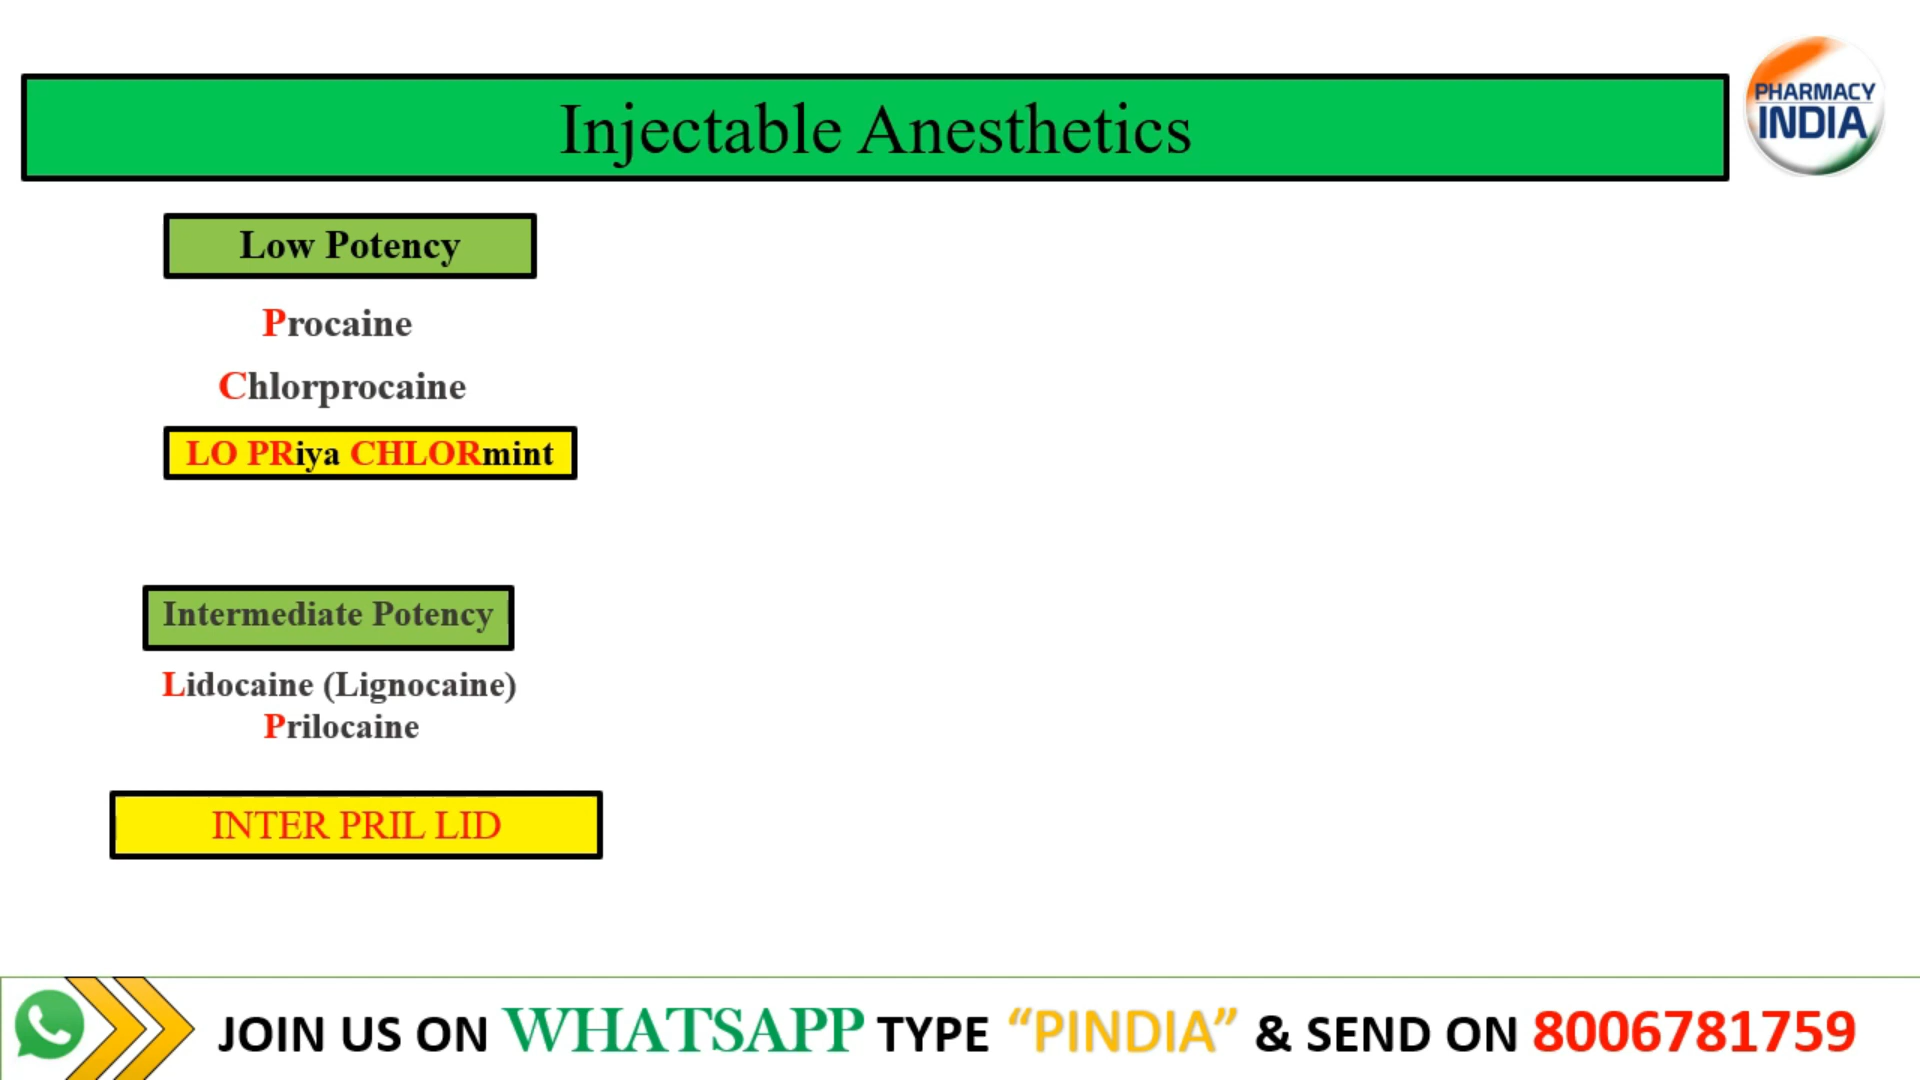 Injectable Anesthetics
PHARMACY
INDIA
Low Potency
Procaine
Chlorprocaine
LO PRiya CHLORmint
Intermediate Potency
Lidocaine (Lignocaine)
Prilocaine
INTER PRIL LID
JOIN US ON WHATSAPP TYPE “PINDIA” & SEND ON 8006781759